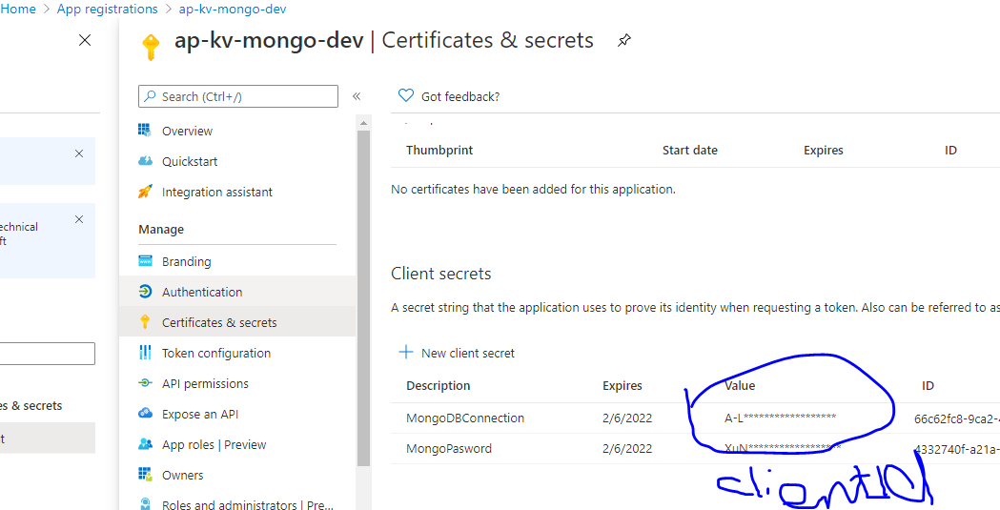 Home > App registrations > ap-kv-mongo-dev
ap-kv-mongo-dev | Certificates & secrets
Search (Ctrl+/)
«
Got feedback?
Overview
Quickstart
Integration assistant
Manage
Branding
Authentication
Certificates & secrets
Token configuration
API permissions
Expose an API
App roles | Preview
Owners
Roles and administrators | Pre...
echnical
ft
es & secrets
t
Thumbprint Start date Expires ID
No certificates have been added for this application.
Client secrets
A secret string that the application uses to prove its identity when requesting a token. Also can be referred to as
New client secret
Description Expires Value ID
MongoDBConnection 2/6/2022 A-L****************** 66c62fc8-9ca2-4
MongoPasword 2/6/2022 XuN****************** 4332740f-a21a-
clientID